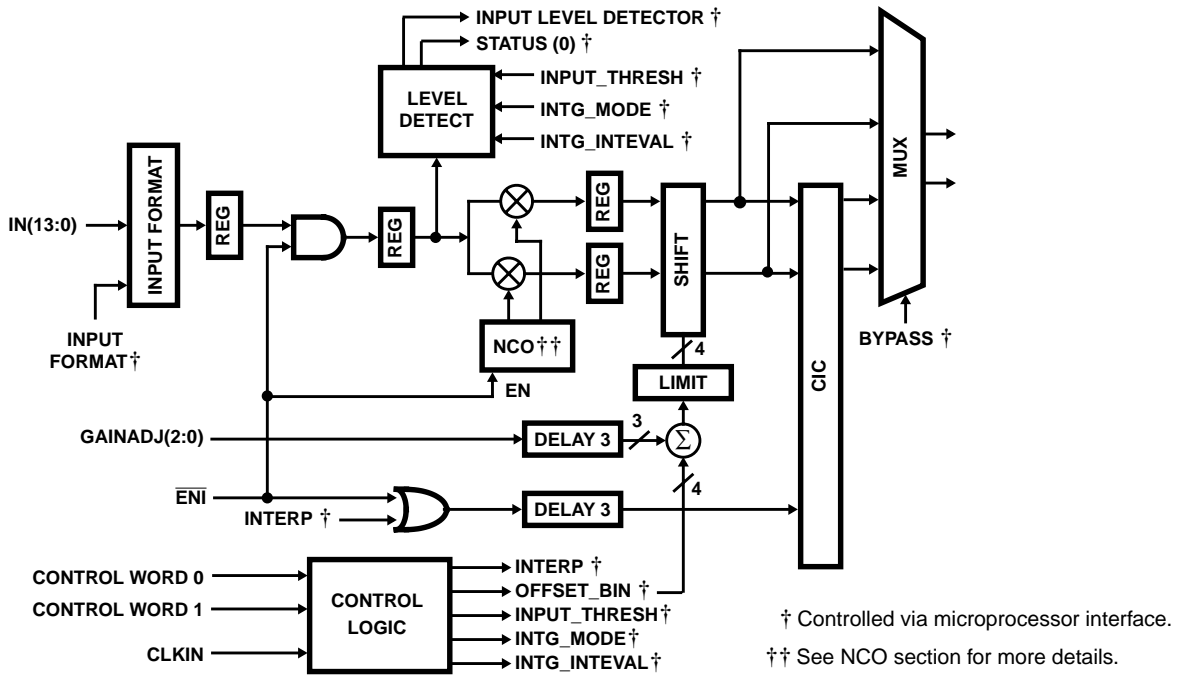 INPUT LEVEL DETECTOR †
STATUS (0) †
LEVEL
DETECT
INPUT_THRESH †
INTG_MODE †
INTG_INTEVAL †
IN(13:0)
INPUT FORMAT
REG
REG
REG
REG
SHIFT
MUX
INPUT
FORMAT†
NCO††
EN
4
LIMIT
BYPASS †
CIC
GAINADJ(2:0)
DELAY 3
3
Σ
4
ENI
INTERP †
DELAY 3
CONTROL WORD 0
CONTROL WORD 1
CLKIN
CONTROL
LOGIC
INTERP †
OFFSET_BIN †
INPUT_THRESH†
INTG_MODE†
INTG_INTEVAL†
† Controlled via microprocessor interface.
†† See NCO section for more details.